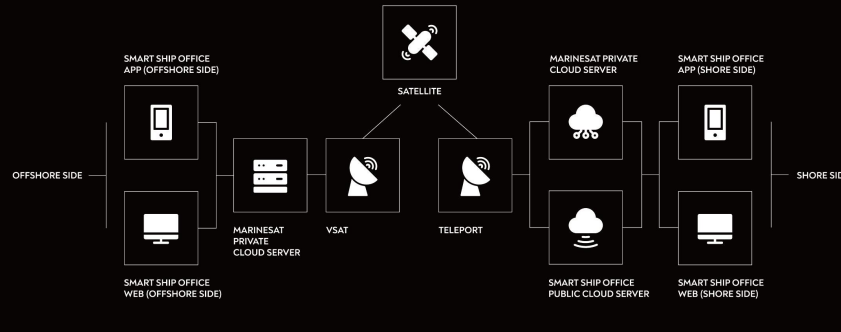 SATELLITE
SMART SHIP OFFICE
APP (OFFSHORE SIDE)
MARINESAT PRIVATE
CLOUD SERVER
SMART SHIP OFFICE
APP (SHORE SIDE)
OFFSHORE SIDE
SHORE SID
MARINESAT
PRIVATE
CLOUD SERVER
VSAT
TELEPORT
SMART SHIP OFFICE
WEB (OFFSHORE SIDE)
SMART SHIP OFFICE
PUBLIC CLOUD SERVER
SMART SHIP OFFICE
WEB (SHORE SIDE)